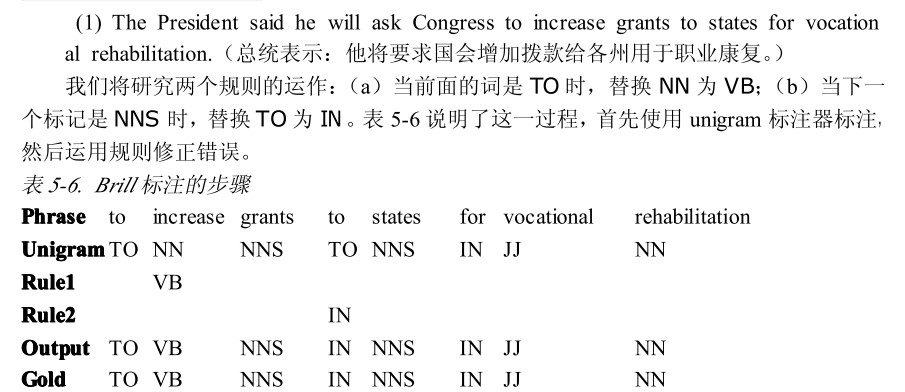 (1) The President said he will ask Congress to increase grants to states for vocation
al rehabilitation.（总统表示：他将要求国会增加拨款给各州用于职业康复。）
我们将研究两个规则的运作：（a）当前面的词是 TO 时，替换 NN 为 VB；（b）当下一
个标记是 NNS 时，替换 TO 为 IN 。表 5-6 说明了这一过程，首先使用 unigram 标注器标注，
然后运用规则修正错误。
表 5-6. Brill 标注的步骤
Phrase to increase grants to states for vocational rehabilitation
Unigram TO NN NNS TO NNS IN JJ NN
Rule1 VB
Rule2 IN
Output TO VB NNS IN NNS IN JJ NN
Gold TO VB NNS IN NNS IN JJ NN